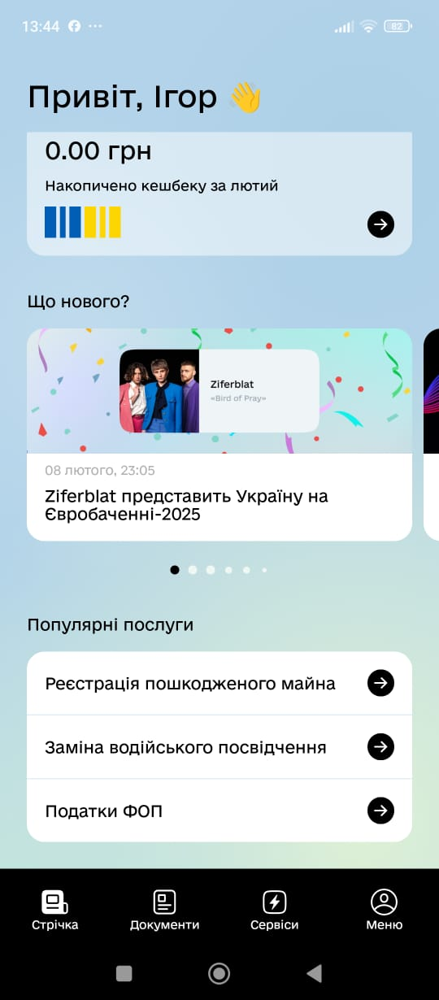 13:44
82
Привіт, Ігор 👋
0.00 грн
Накопичено кешбеку за лютий
Що нового?
Ziferblat
«Bird of Pray»
08 лютого, 23:05
Ziferblat представить Україну на
Євробаченні-2025
Популярні послуги
Реєстрація пошкодженого майна
Заміна водійського посвідчення
Податки ФОП
Стрічка
Документи
Сервіси
Меню